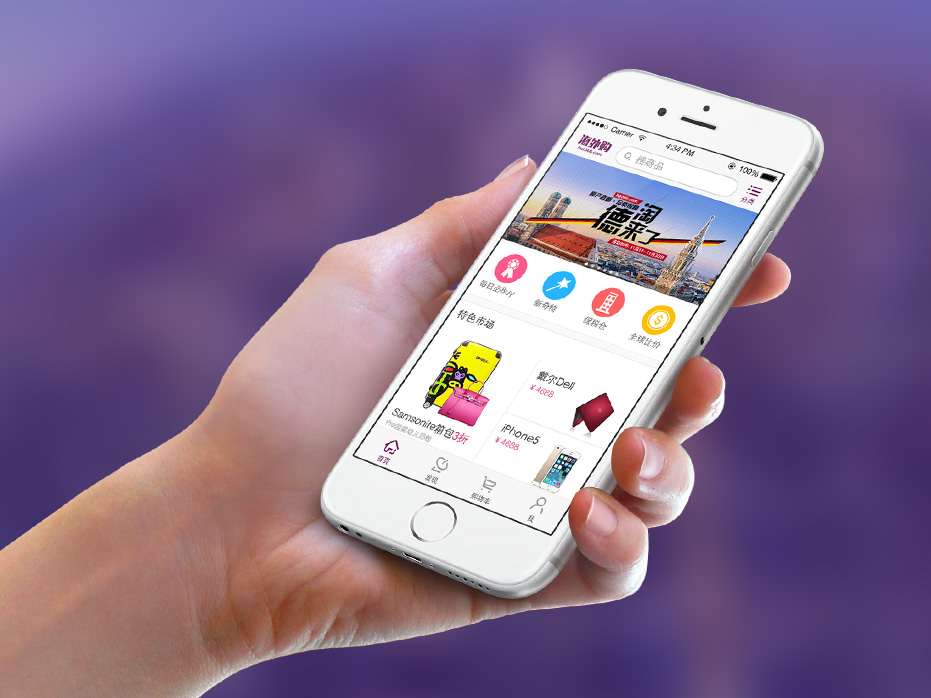 Carrier
4:34 PM
100%
海外购
搜商品
分类
德淘
来了
每日必Buy
新奇特
保税仓
全球比价
特色市场
Samsonite箱包3折
戴尔Dell
¥4688
iPhone5
¥4688
首页
发现
购物车
我